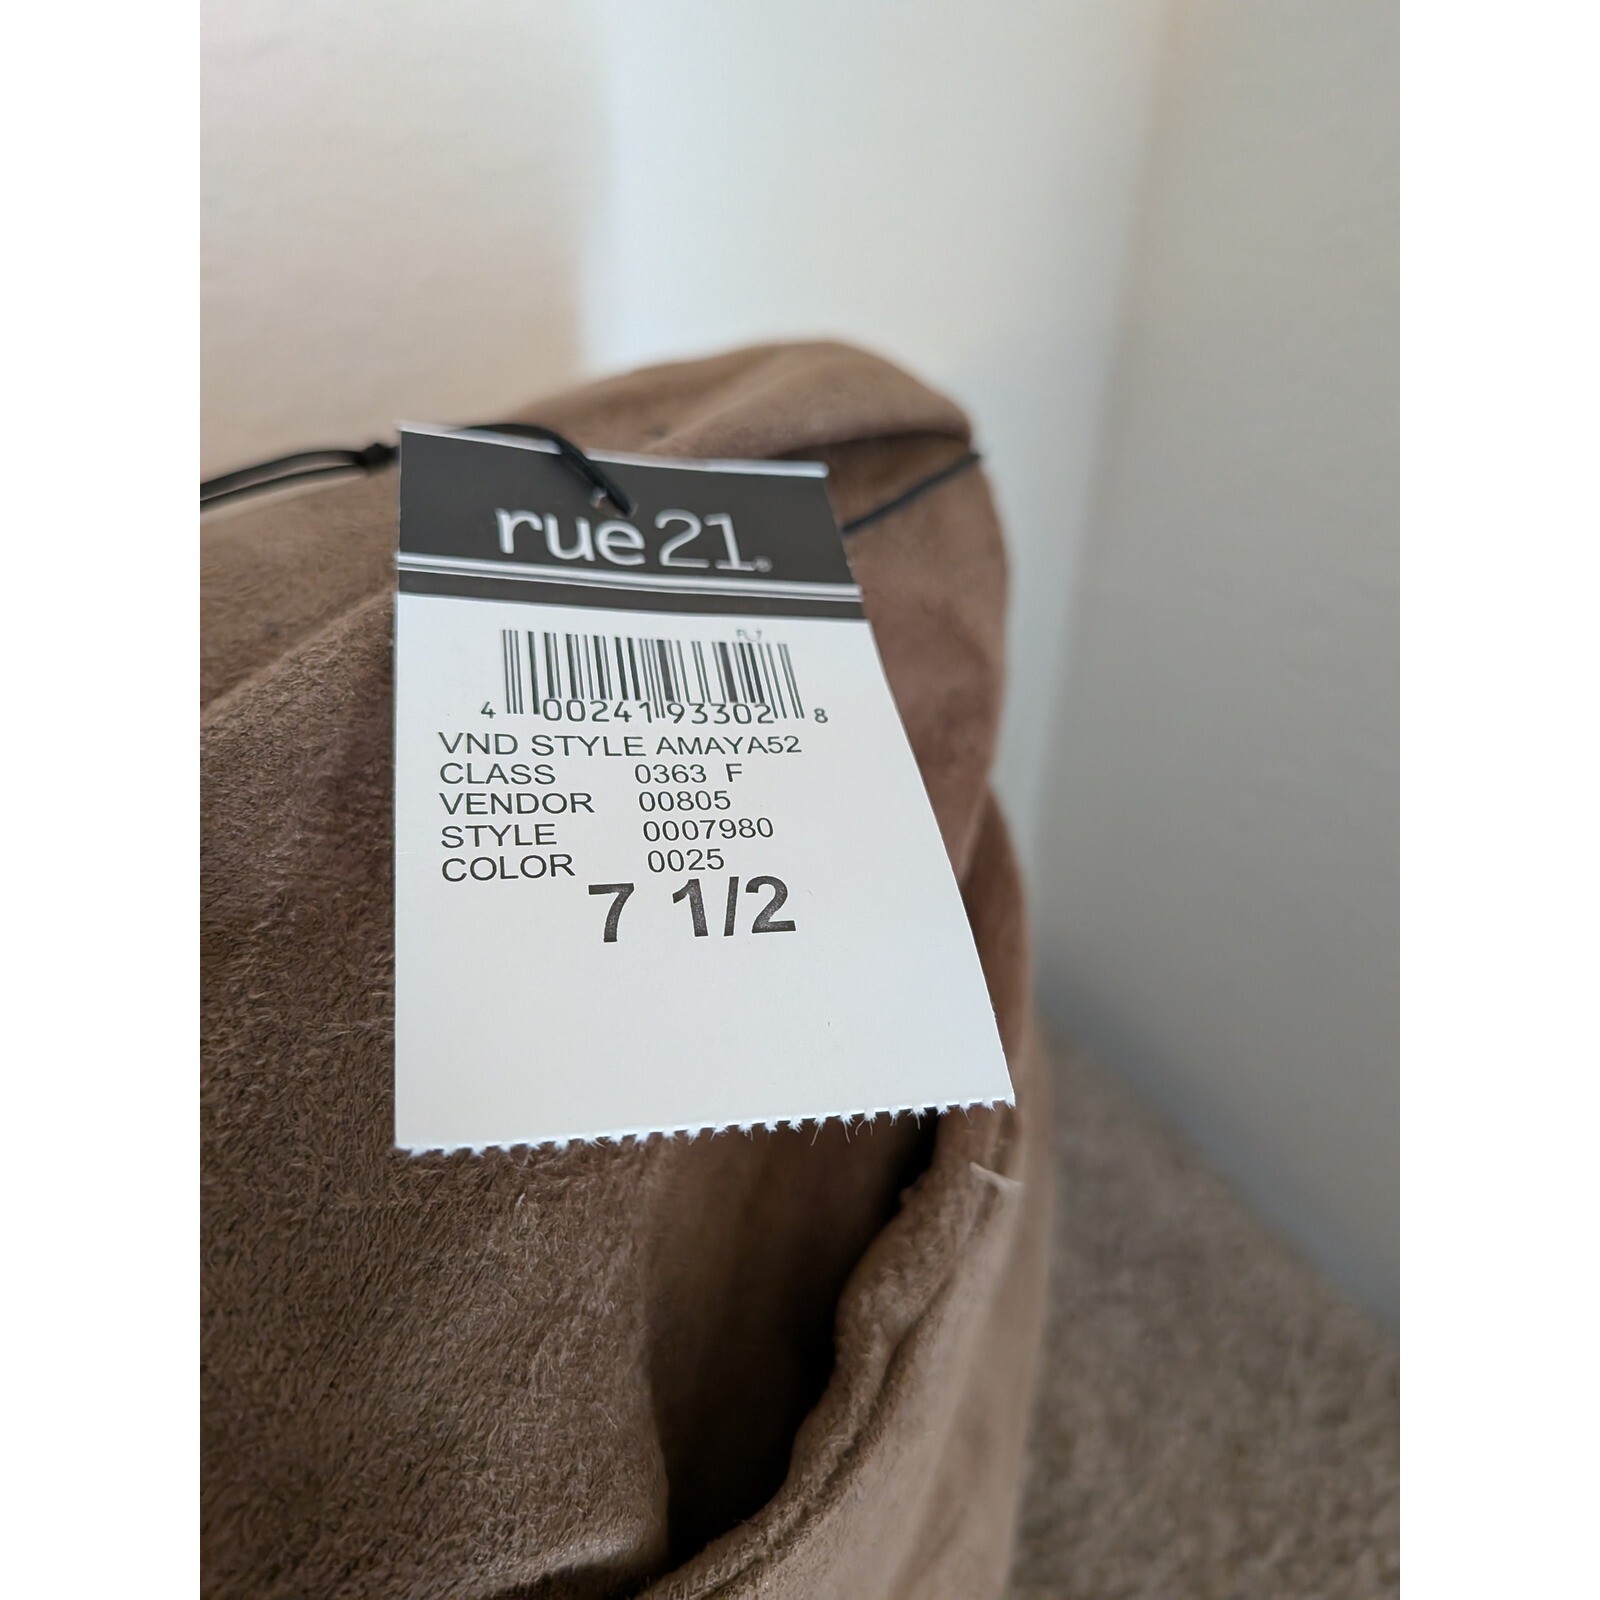 rue21
4 00241 93302 8
VND STYLE AMAYA52
CLASS 0363 F
VENDOR 00805
STYLE 0007980
COLOR 0025
7 1/2